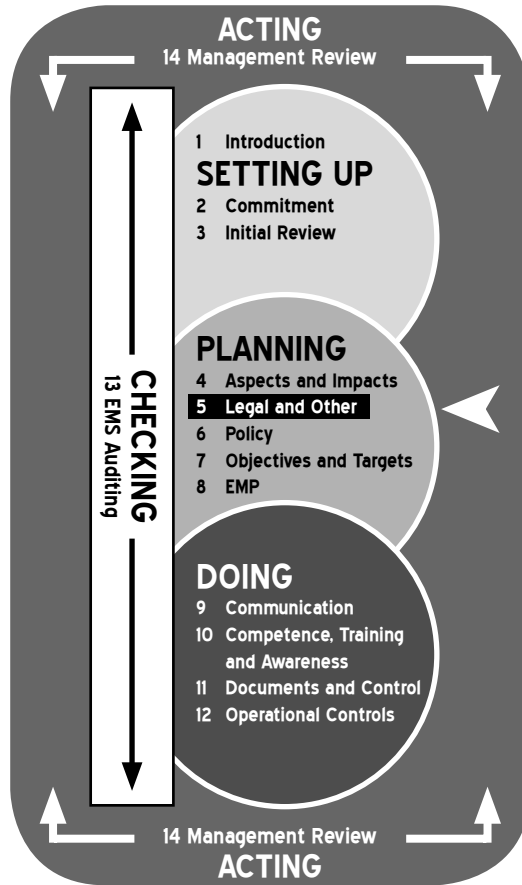 ACTING
14 Management Review
1 Introduction
SETTING UP
2 Commitment
3 Initial Review
PLANNING
4 Aspects and Impacts
5 Legal and Other
6 Policy
7 Objectives and Targets
8 EMP
CHECKING
13 EMS Auditing
DOING
9 Communication
10 Competence, Training
and Awareness
11 Documents and Control
12 Operational Controls
14 Management Review
ACTING